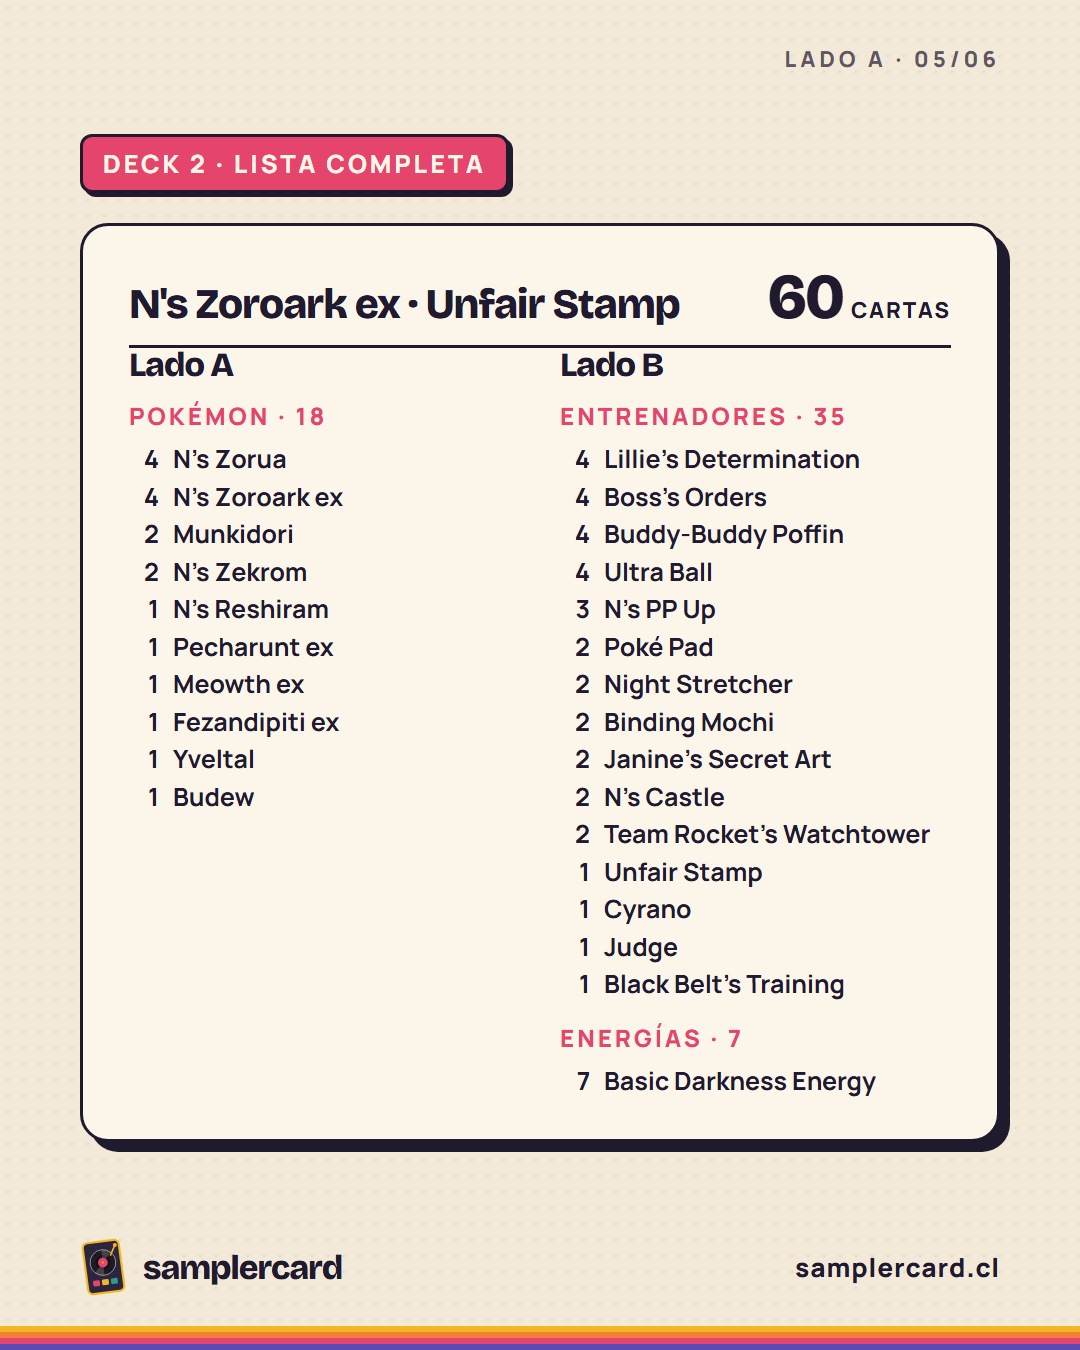 LADO A · 05/06
DECK 2 · LISTA COMPLETA
N's Zoroark ex · Unfair Stamp
60 CARTAS
Lado A
POKÉMON · 18
4 N’s Zorua
4 N’s Zoroark ex
2 Munkidori
2 N’s Zekrom
1 N’s Reshiram
1 Pecharunt ex
1 Meowth ex
1 Fezandipiti ex
1 Yveltal
1 Budew
Lado B
ENTRENADORES · 35
4 Lillie’s Determination
4 Boss’s Orders
4 Buddy-Buddy Poffin
4 Ultra Ball
3 N’s PP Up
2 Poké Pad
2 Night Stretcher
2 Binding Mochi
2 Janine’s Secret Art
2 N’s Castle
2 Team Rocket’s Watchtower
1 Unfair Stamp
1 Cyrano
1 Judge
1 Black Belt’s Training
ENERGÍAS · 7
7 Basic Darkness Energy
samplercard
samplercard.cl